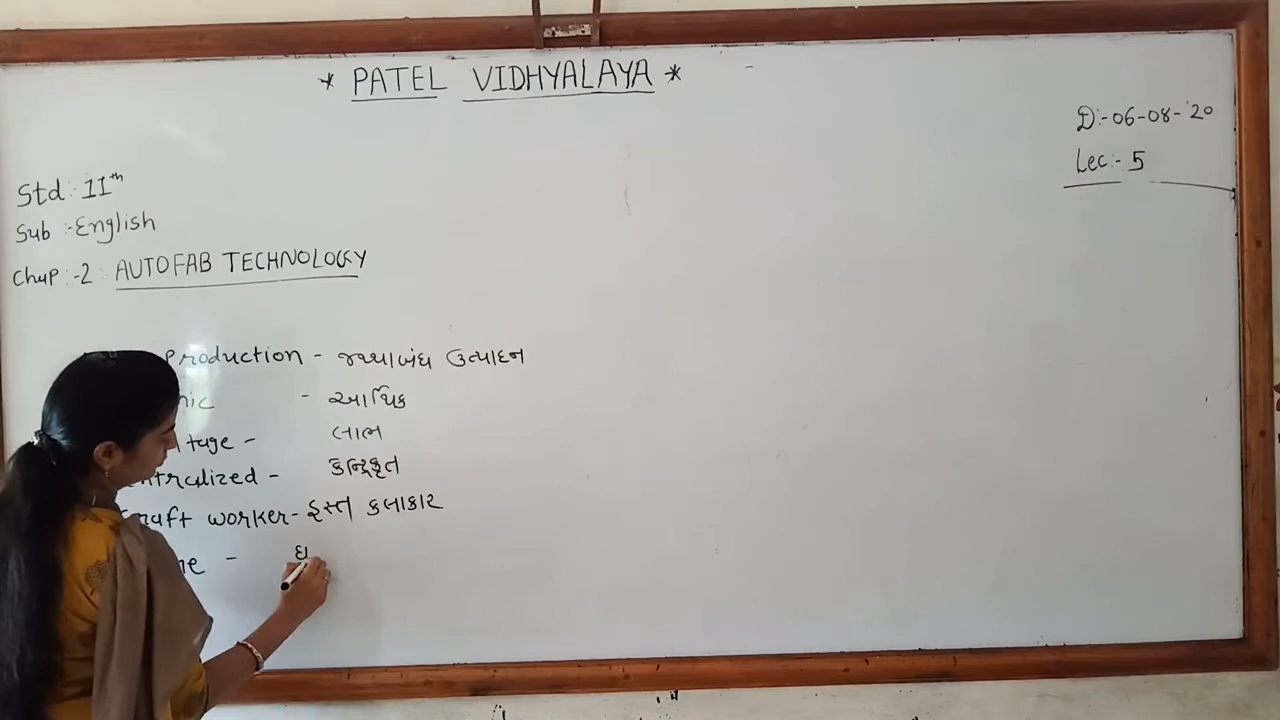 * PATEL VIDHYALAYA *
D:-06-08-'20
Lec:- 5
Std:- 11th
Sub:-English
Chap:-2: AUTOFAB TECHNOLOGY
Production - જથ્થાબંધ ઉત્પાદન
- આર્થિક
લાભ
કેન્દ્રિકૃત
craft worker- હસ્ત કલાકાર